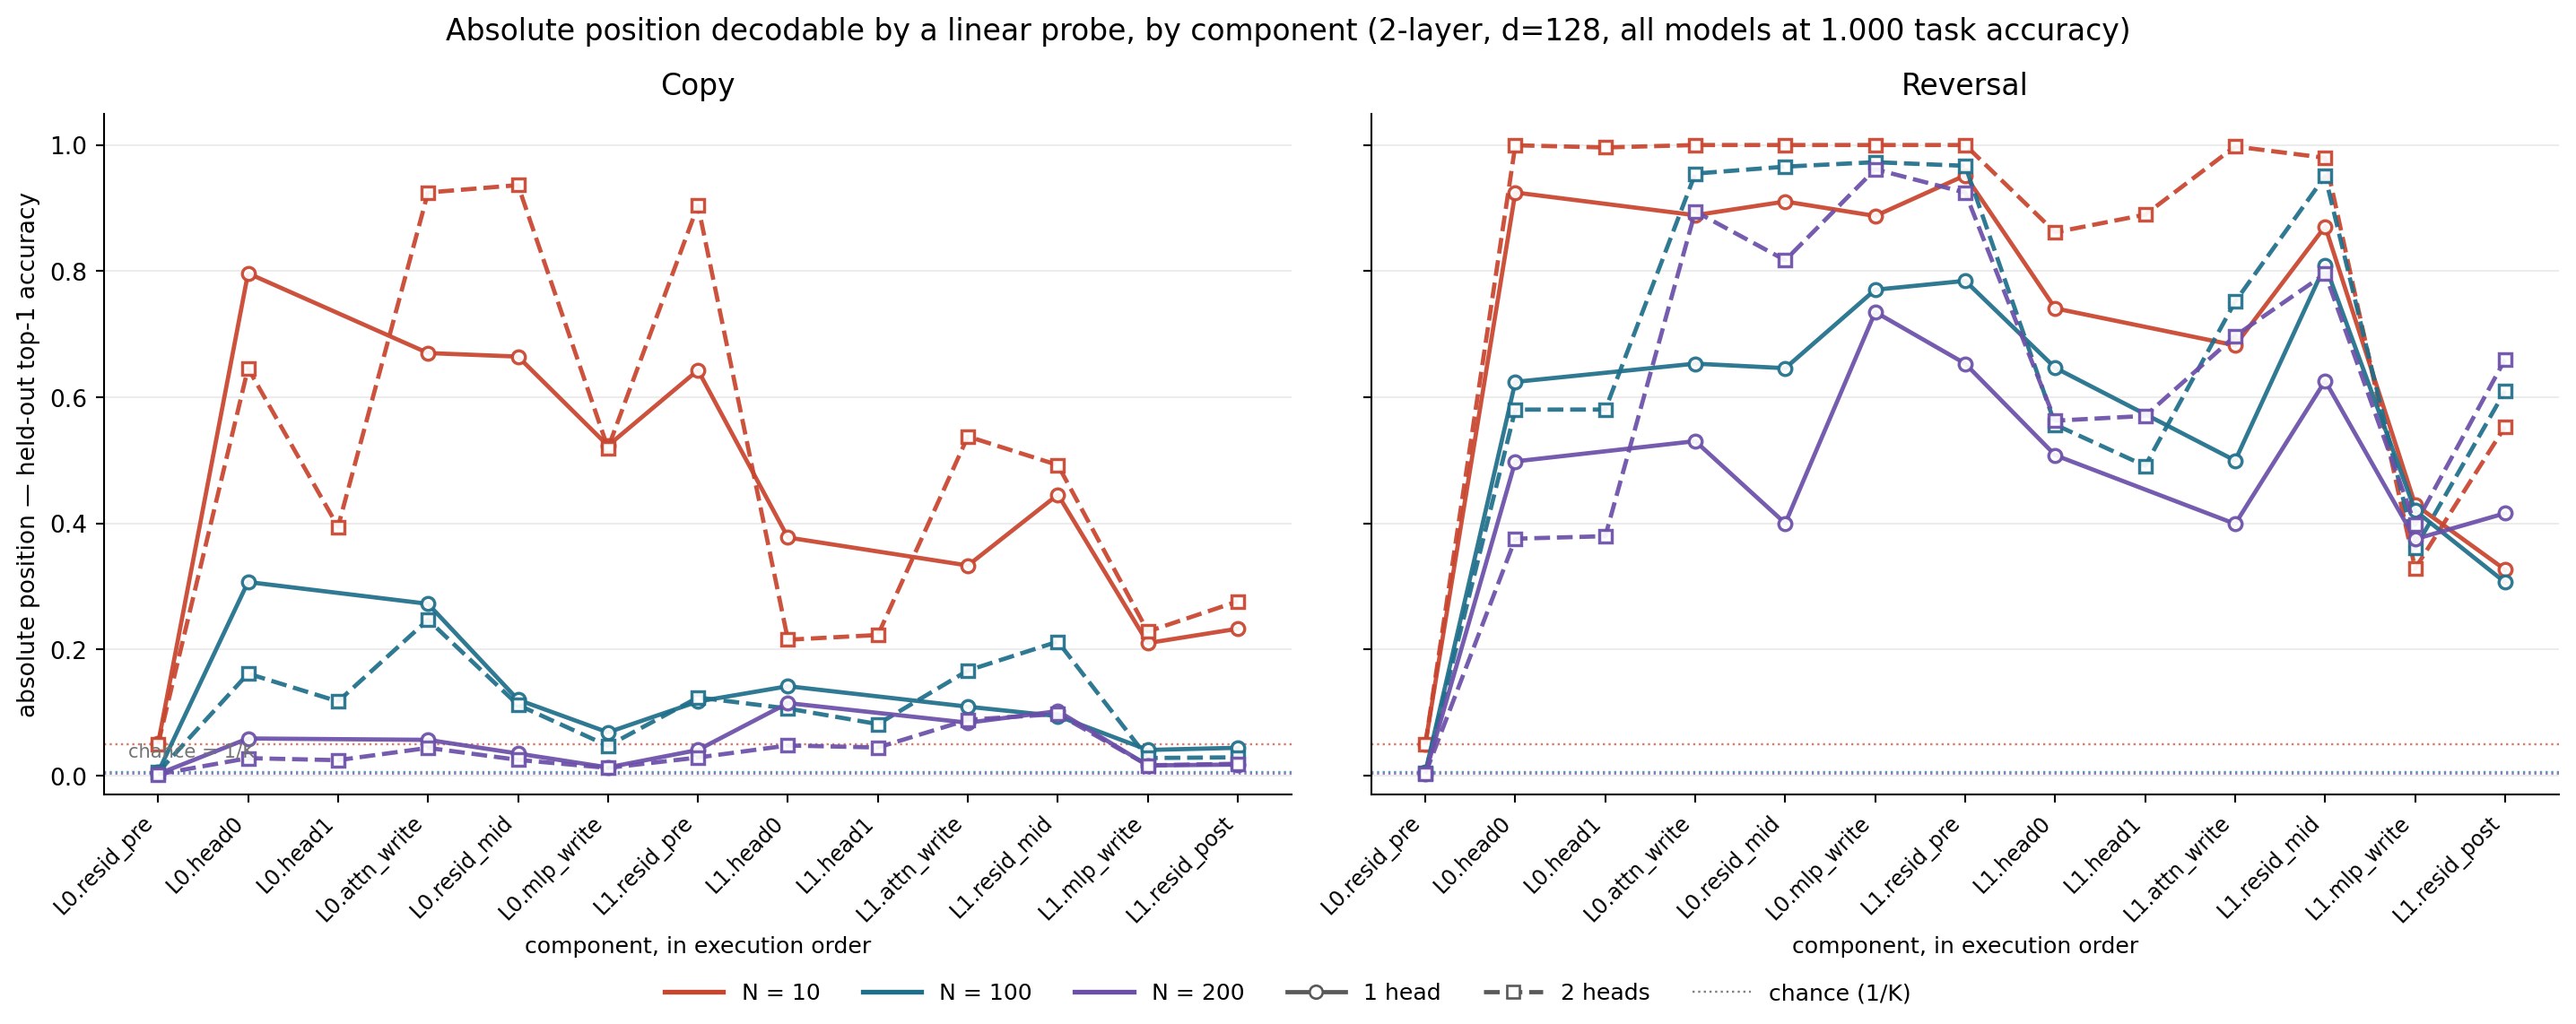 Absolute position decodable by a linear probe, by component (2-layer, d=128, all models at 1.000 task accuracy)
Copy
Reversal
absolute position — held-out top-1 accuracy
1.0
0.8
0.6
0.4
0.2
0.0
chance = 1/K
L0.resid_pre
L0.head0
L0.head1
L0.attn_write
L0.resid_mid
L0.mlp_write
L1.resid_pre
L1.head0
L1.head1
L1.attn_write
L1.resid_mid
L1.mlp_write
L1.resid_post
component, in execution order
L0.resid_pre
L0.head0
L0.head1
L0.attn_write
L0.resid_mid
L0.mlp_write
L1.resid_pre
L1.head0
L1.head1
L1.attn_write
L1.resid_mid
L1.mlp_write
L1.resid_post
component, in execution order
N = 10
N = 100
N = 200
1 head
2 heads
chance (1/K)